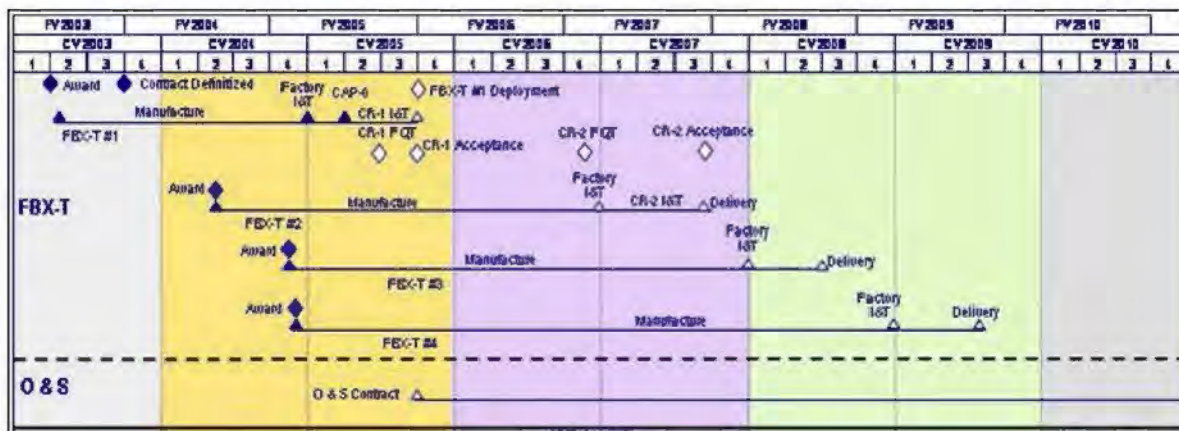 FY2003 FY2004 FY2005 FY2006 FY2007 FY2008 FY2009 FY2010
CY2003 CY2004 CY2005 CY2006 CY2007 CY2008 CY2009 CY2010
1 2 3 4 1 2 3 4 1 2 3 4 1 2 3 4 1 2 3 4 1 2 3 4 1 2 3 4 1 2 3 4
Award Contract Definitized Factory I&T CAP-0 FBX-T #1 Deployment
Manufacture CR-1 I&T
FBX-T #1 CR-1 FQT CR-1 Acceptance CR-2 FQT CR-2 Acceptance
Award Factory I&T
FBX-T Manufacture CR-2 I&T Delivery
FBX-T #2
Award Factory I&T
Manufacture Delivery
FBX-T #3
Award Factory I&T Delivery
Manufacture
FBX-T #4
O & S
O & S Contract